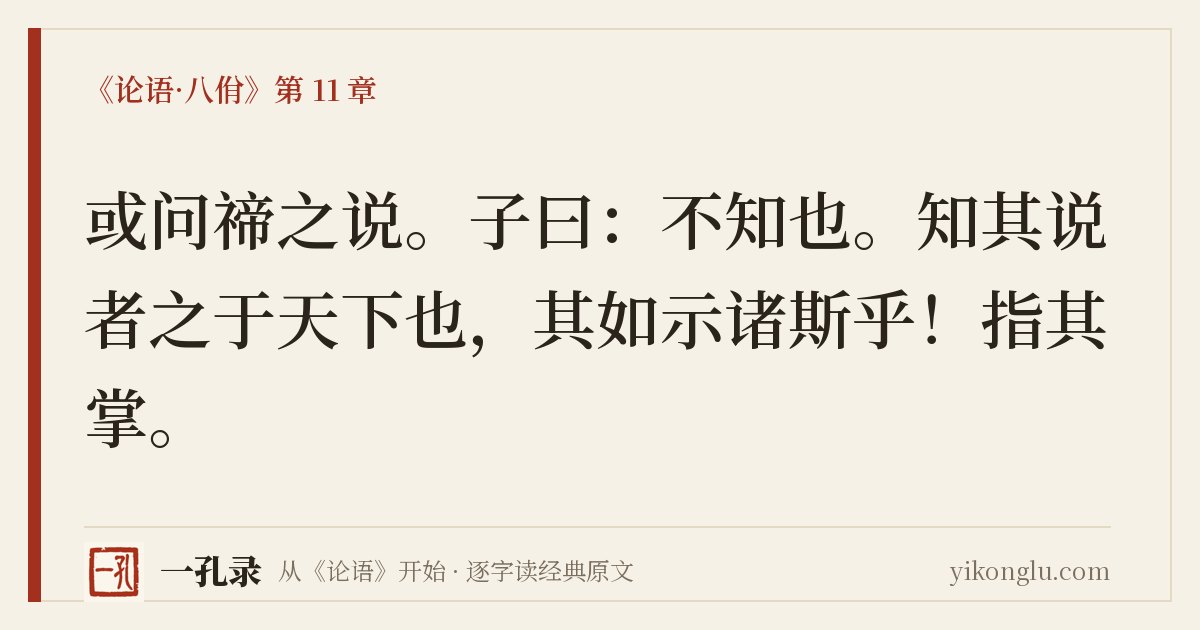 《论语·八佾》第 11 章
或问禘之说。子曰：不知也。知其说
者之于天下也，其如示诸斯乎！指其
掌。
一孔
一孔录 从《论语》开始 · 逐字读经典原文 yikonglu.com